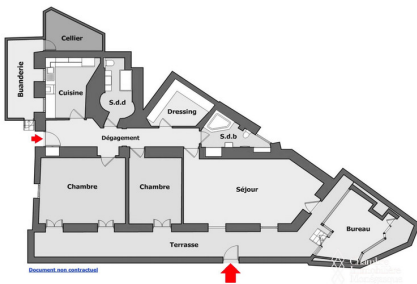 Cellier
Buanderie
Cuisine
S.d.d
Dressing
Dégagement
S.d.b
Chambre
Chambre
Séjour
Bureau
Terrasse
Document non contractuel